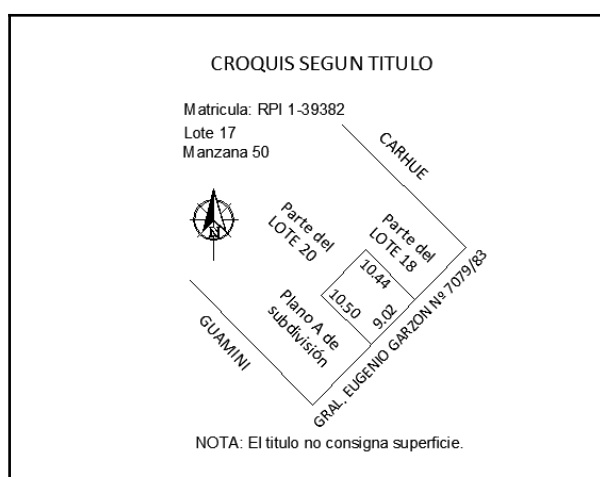 CROQUIS SEGUN TITULO
Matricula: RPI 1-39382
Lote 17
Manzana 50
CARHUE
N
Parte del
LOTE 20
Parte del
LOTE 18
10.44
10.50
9.02
Plano A de
subdivisión
GUAMINI
GRAL. EUGENIO GARZON Nº 7079/83
NOTA: El titulo no consigna superficie.